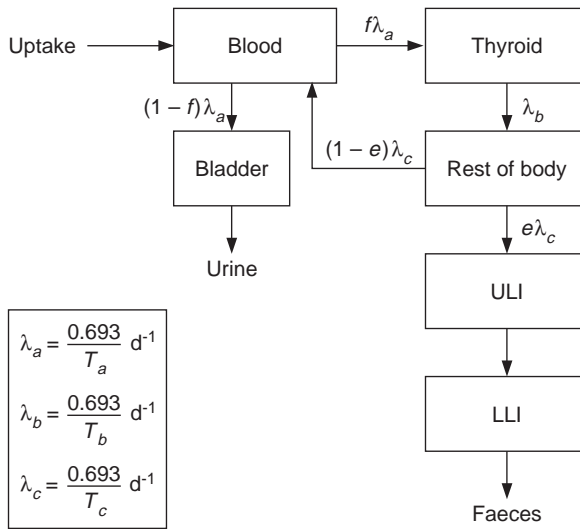 Uptake
Blood
fλa
Thyroid
(1 – f)λa
λb
(1 – e)λc
Bladder
Rest of body
eλc
Urine
ULI
λa = 0.693/Ta d-1
LLI
λb = 0.693/Tb d-1
λc = 0.693/Tc d-1
Faeces